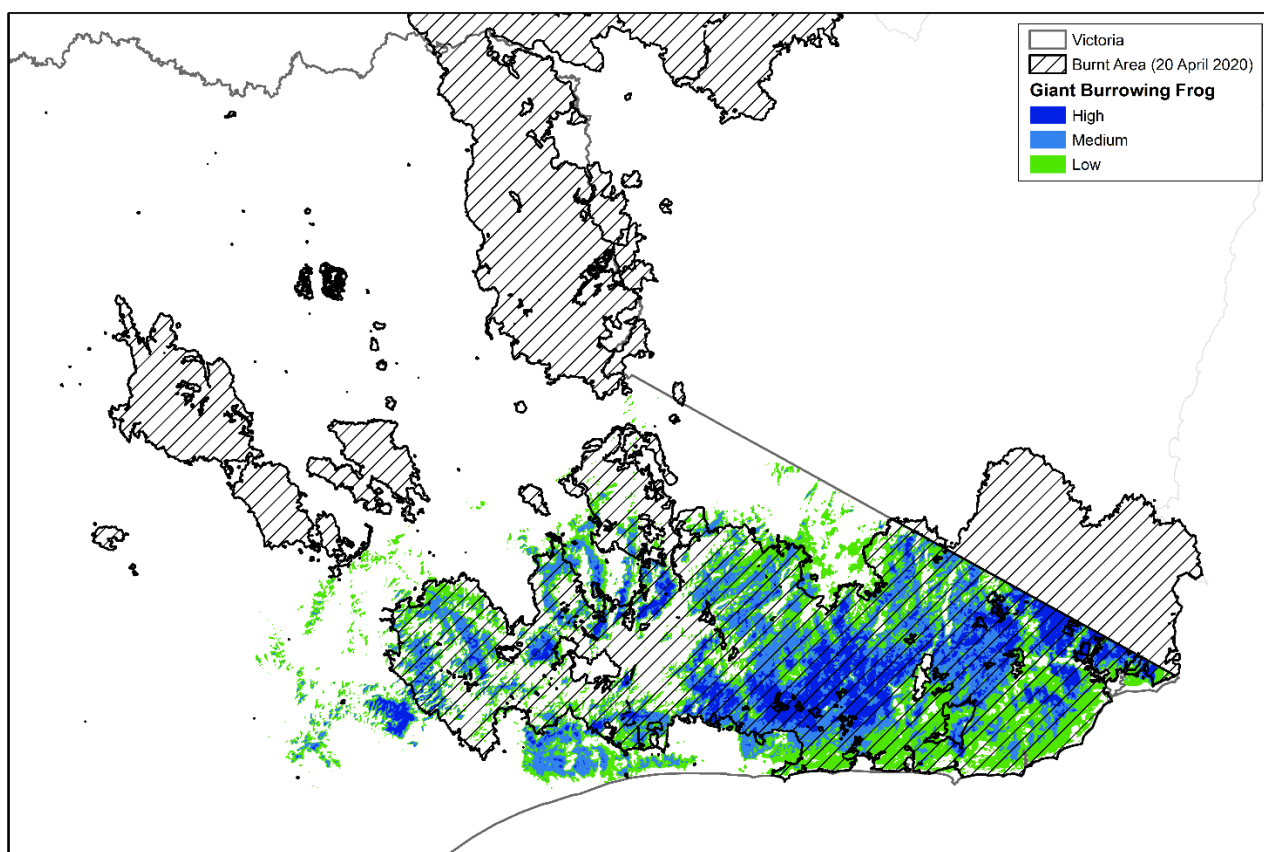 Victoria
Burnt Area (20 April 2020)
Giant Burrowing Frog
High
Medium
Low